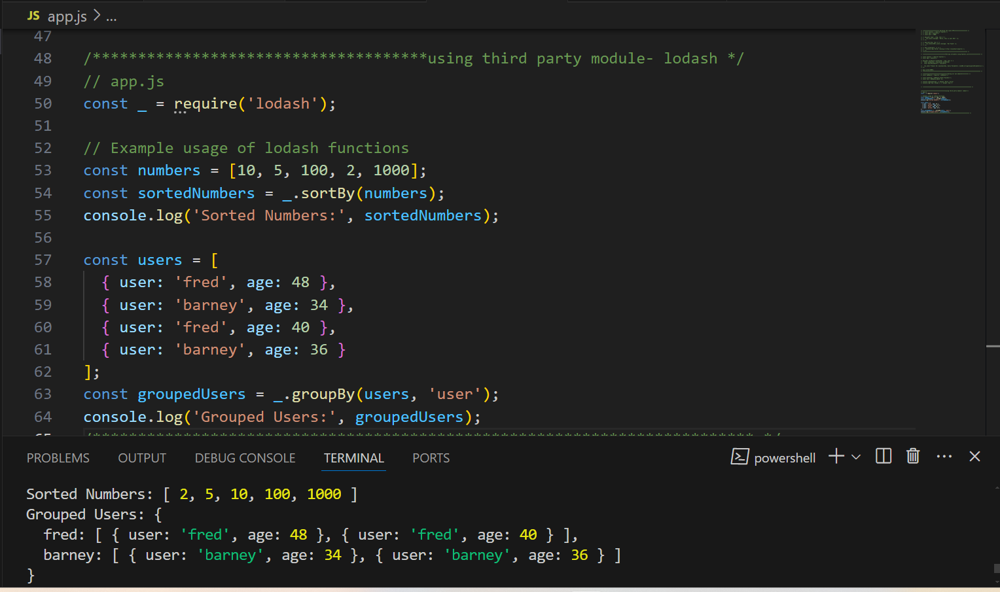 JS app.js > ...
47
48 /*************************************using third party module- lodash */
49 // app.js
50 const _ = require('lodash');
51
52 // Example usage of lodash functions
53 const numbers = [10, 5, 100, 2, 1000];
54 const sortedNumbers = _.sortBy(numbers);
55 console.log('Sorted Numbers:', sortedNumbers);
56
57 const users = [
58 { user: 'fred', age: 48 },
59 { user: 'barney', age: 34 },
60 { user: 'fred', age: 40 },
61 { user: 'barney', age: 36 }
62 ];
63 const groupedUsers = _.groupBy(users, 'user');
64 console.log('Grouped Users:', groupedUsers);
PROBLEMS OUTPUT DEBUG CONSOLE TERMINAL PORTS powershell
Sorted Numbers: [ 2, 5, 10, 100, 1000 ]
Grouped Users: {
fred: [ { user: 'fred', age: 48 }, { user: 'fred', age: 40 } ],
barney: [ { user: 'barney', age: 34 }, { user: 'barney', age: 36 } ]
}